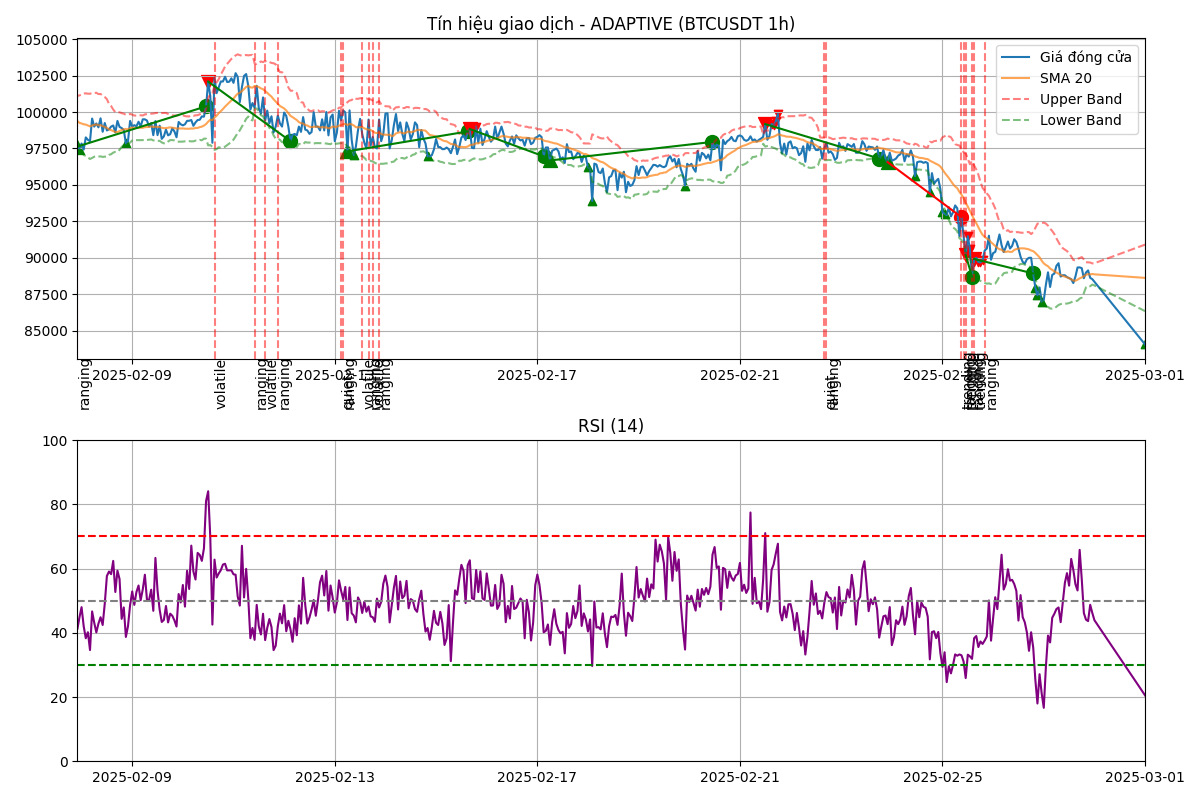 Tín hiệu giao dịch - ADAPTIVE (BTCUSDT 1h)
105000
102500
100000
97500
95000
92500
90000
87500
85000
Giá đóng cửa
SMA 20
Upper Band
Lower Band
2025-02-09
2025-02-17
2025-02-21
2025-03-01
ranging
volatile
ranging
volatile
ranging
ranging
volatile
ranging
ranging
ranging
RSI (14)
100
80
60
40
20
0
2025-02-09
2025-02-13
2025-02-17
2025-02-21
2025-02-25
2025-03-01